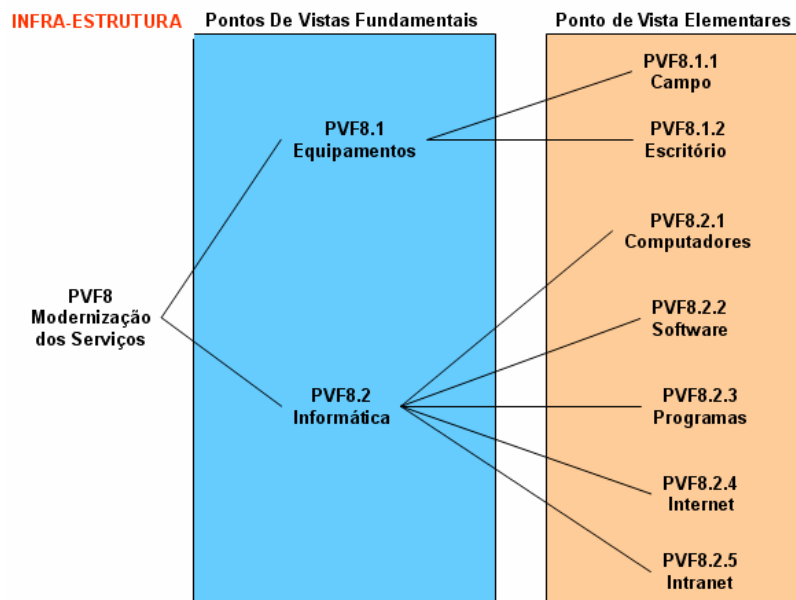 INFRA-ESTRUTURA
Pontos De Vistas Fundamentais
Ponto de Vista Elementares
PVF8
Modernização
dos Serviços
PVF8.1
Equipamentos
PVF8.2
Informática
PVF8.1.1
Campo
PVF8.1.2
Escritório
PVF8.2.1
Computadores
PVF8.2.2
Software
PVF8.2.3
Programas
PVF8.2.4
Internet
PVF8.2.5
Intranet